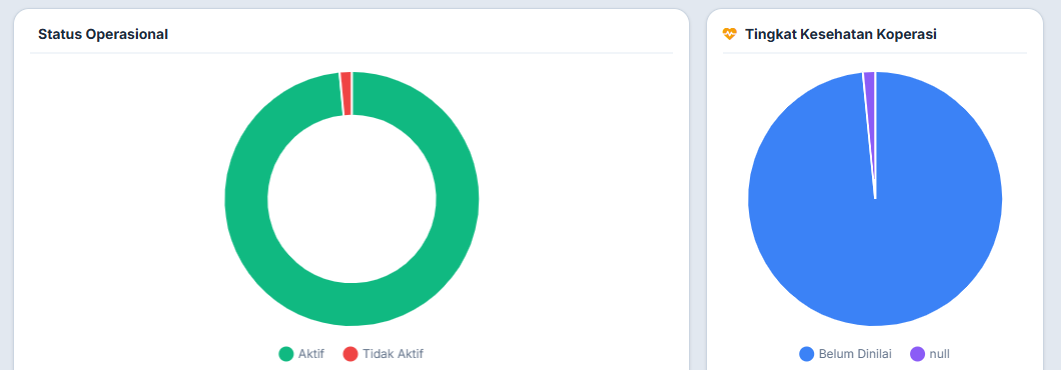 Status Operasional
Aktif
Tidak Aktif
Tingkat Kesehatan Koperasi
Belum Dinilai
null